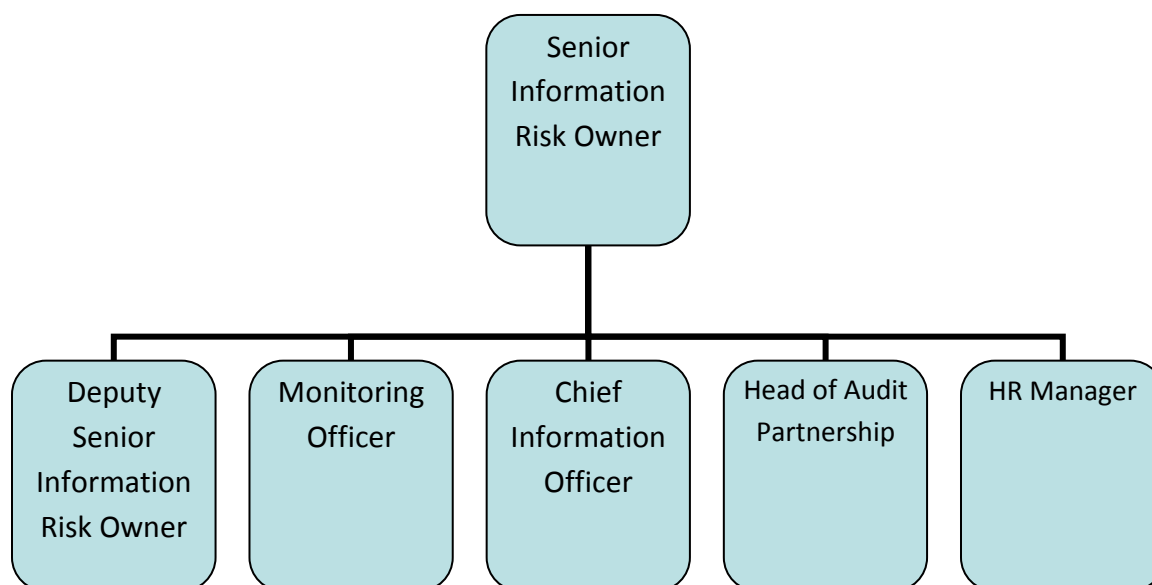 Senior
Information
Risk Owner
Deputy
Senior
Information
Risk Owner
Monitoring
Officer
Chief
Information
Officer
Head of Audit
Partnership
HR Manager